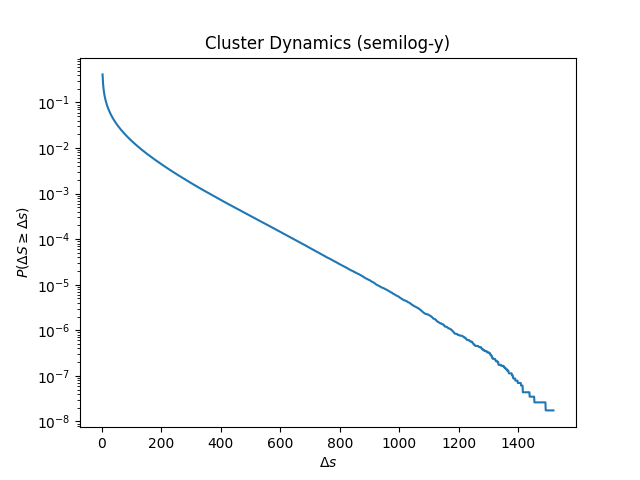 Cluster Dynamics (semilog-y)
10⁻¹
10⁻²
10⁻³
10⁻⁴
10⁻⁵
10⁻⁶
10⁻⁷
10⁻⁸
P(ΔS ≥ Δs)
0 200 400 600 800 1000 1200 1400
Δs